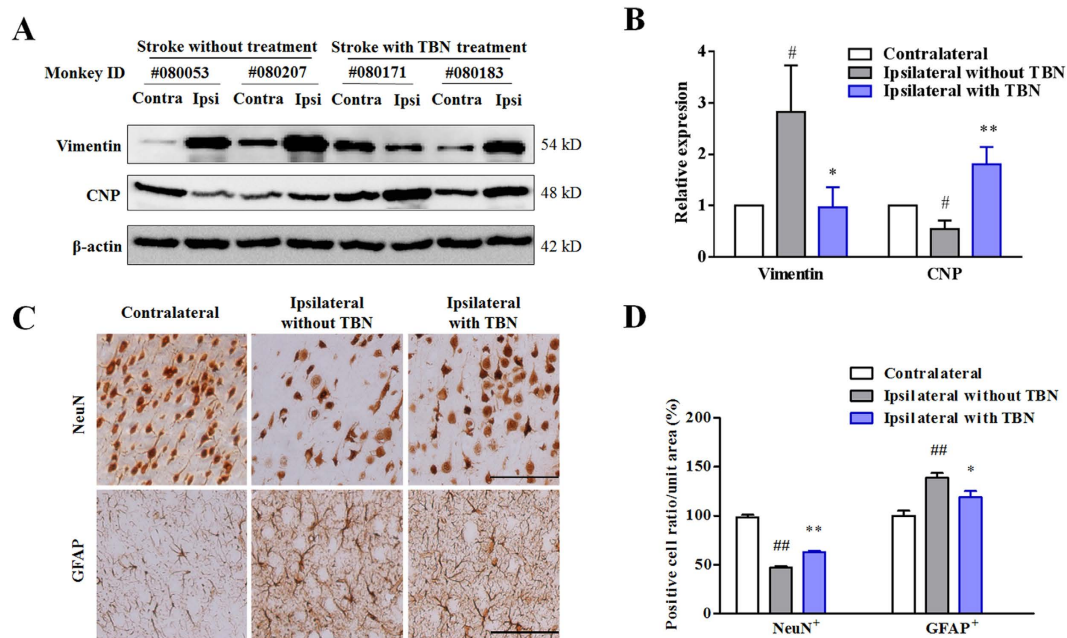 A
Stroke without treatment Stroke with TBN treatment
Monkey ID #080053 #080207 #080171 #080183
Contra Ipsi Contra Ipsi Contra Ipsi Contra Ipsi
Vimentin 54 kD
CNP 48 kD
β-actin 42 kD
B
Relative expresion
4
3
2
1
0
#
*
#
**
Contralateral
Ipsilateral without TBN
Ipsilateral with TBN
Vimentin CNP
C
Contralateral Ipsilateral without TBN Ipsilateral with TBN
NeuN
GFAP
D
Positive cell ratio/unit area (%)
200
150
100
50
0
##
**
##
*
Contralateral
Ipsilateral without TBN
Ipsilateral with TBN
NeuN+ GFAP+